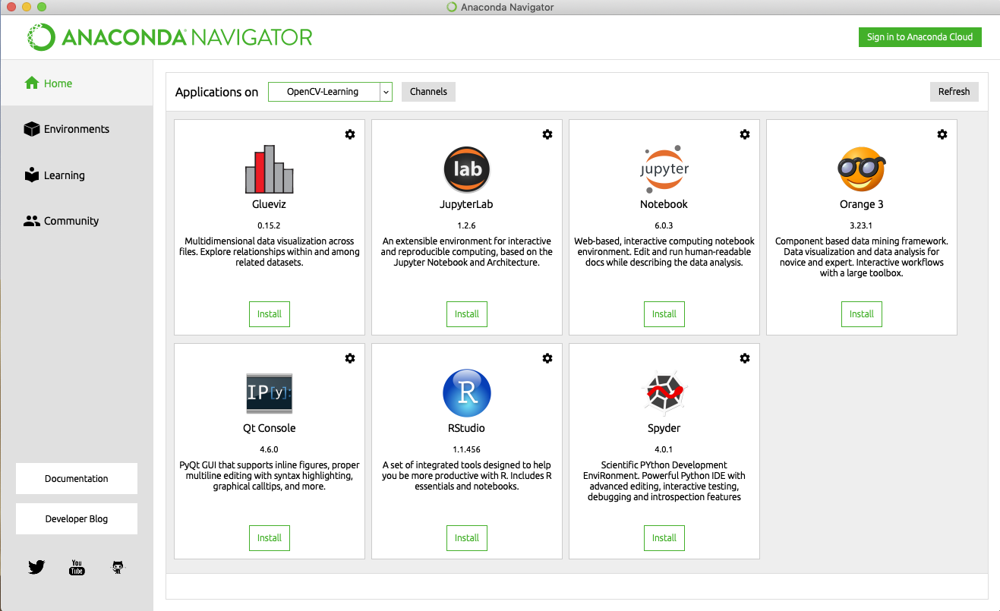 Anaconda Navigator
ANACONDA NAVIGATOR
Sign in to Anaconda Cloud
Home
Environments
Learning
Community
Documentation
Developer Blog
You
Tube
Applications on
OpenCV-Learning
Channels
Refresh
Glueviz
0.15.2
Multidimensional data visualization across
files. Explore relationships within and among
related datasets.
Install
lab
JupyterLab
1.2.6
An extensible environment for interactive
and reproducible computing, based on the
Jupyter Notebook and Architecture.
Install
jupyter
Notebook
6.0.3
Web-based, interactive computing notebook
environment. Edit and run human-readable
docs while describing the data analysis.
Install
Orange 3
3.23.1
Component based data mining framework.
Data visualization and data analysis for
novice and expert. Interactive workflows
with a large toolbox.
Install
IP[y]:
Qt Console
4.6.0
PyQt GUI that supports inline figures, proper
multiline editing with syntax highlighting,
graphical calltips, and more.
Install
R
RStudio
1.1.456
A set of integrated tools designed to help
you be more productive with R. Includes R
essentials and notebooks.
Install
Spyder
4.0.1
Scientific PYthon Development
EnviRonment. Powerful Python IDE with
advanced editing, interactive testing,
debugging and introspection features
Install